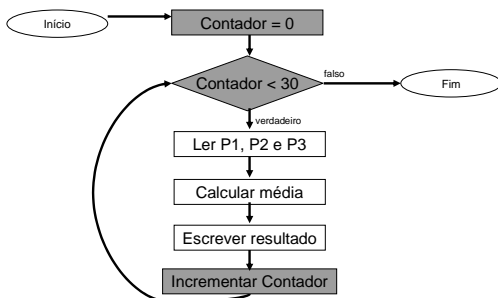 Início
Contador = 0
Contador < 30
falso
Fim
verdadeiro
Ler P1, P2 e P3
Calcular média
Escrever resultado
Incrementar Contador